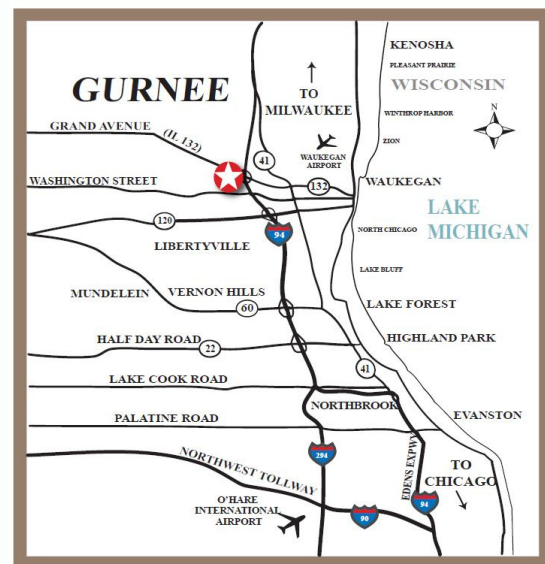 KENOSHA
PLEASANT PRAIRIE
WISCONSIN
GURNEE
TO
MILWAUKEE
WINTHROP HARBOR
N
GRAND AVENUE
(IL 132)
ZION
41
WAUKEGAN
AIRPORT
WASHINGTON STREET
132
WAUKEGAN
LAKE
MICHIGAN
120
94
NORTH CHICAGO
LIBERTYVILLE
LAKE BLUFF
MUNDELEIN
VERNON HILLS
60
LAKE FOREST
HALF DAY ROAD
22
HIGHLAND PARK
41
LAKE COOK ROAD
NORTHBROOK
PALATINE ROAD
EVANSTON
294
EDENS EXPWY
NORTHWEST TOLLWAY
TO
CHICAGO
O'HARE
INTERNATIONAL
AIRPORT
90
94